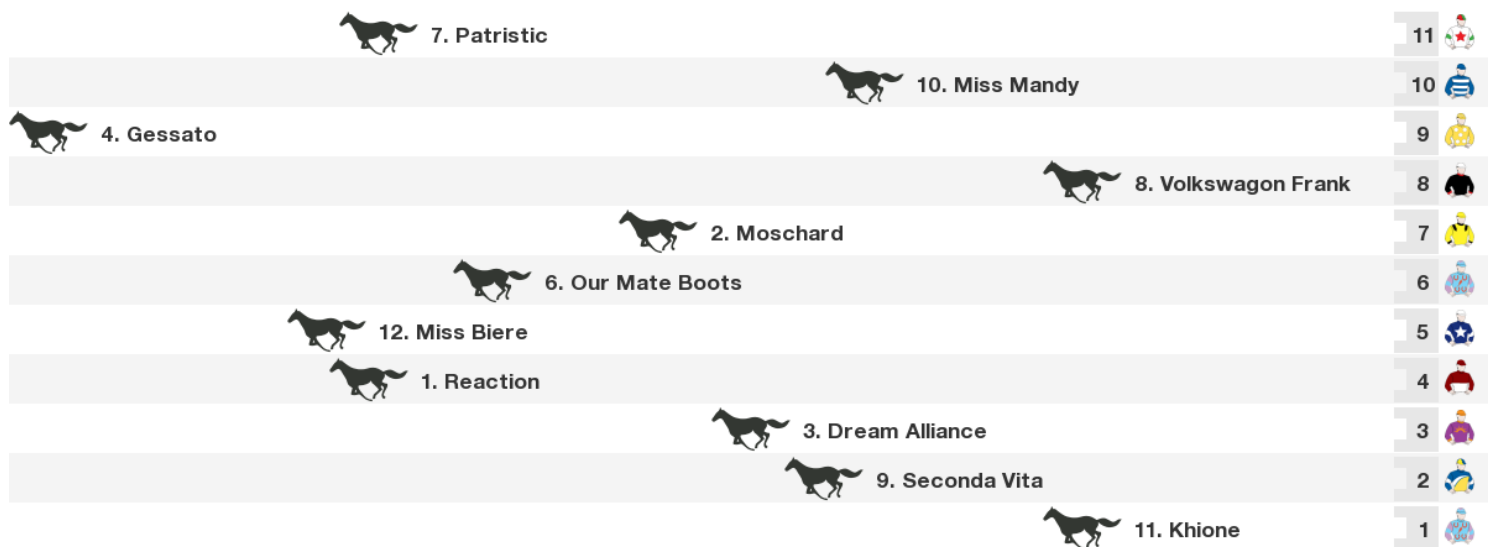 7. Patristic 11
10. Miss Mandy 10
4. Gessato 9
8. Volkswagon Frank 8
2. Moschard 7
6. Our Mate Boots 6
12. Miss Biere 5
1. Reaction 4
3. Dream Alliance 3
9. Seconda Vita 2
11. Khione 1